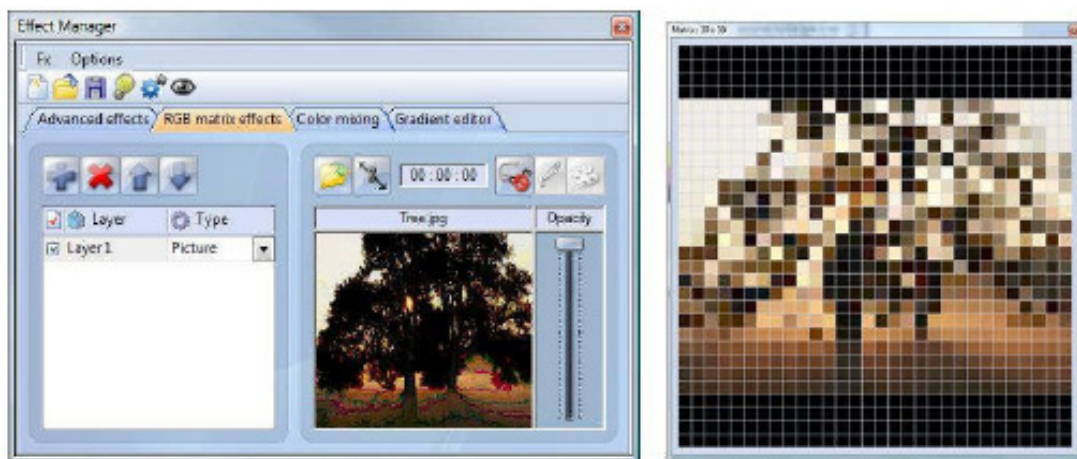 Effect Manager
Fx Options
Advanced effects RGB matrix effects Color mixing Gradient editor
00 : 00 : 00
Layer Type
Tree.jpg Opacity
Layer1 Picture